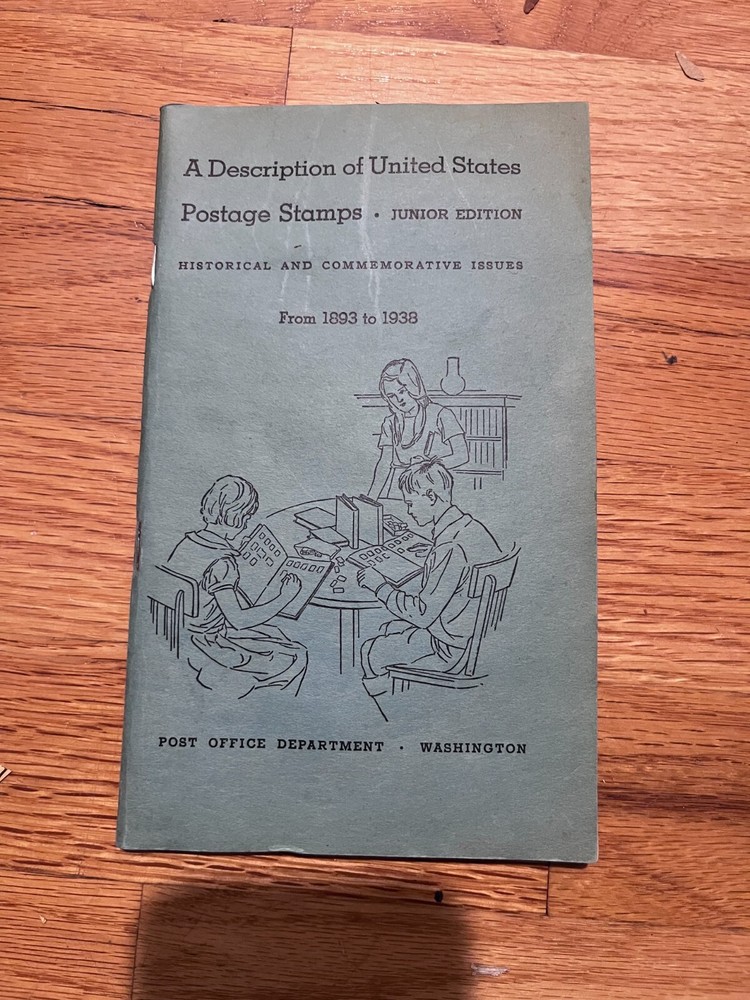 A Description of United States
Postage Stamps • JUNIOR EDITION
HISTORICAL AND COMMEMORATIVE ISSUES
From 1893 to 1938
POST OFFICE DEPARTMENT • WASHINGTON